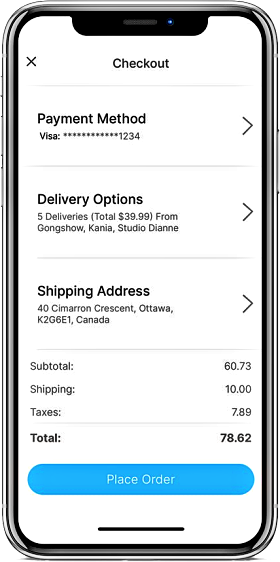 Checkout
Payment Method
Visa: ************1234
Delivery Options
5 Deliveries (Total $39.99) From
Gongshow, Kania, Studio Dianne
Shipping Address
40 Cimarron Crescent, Ottawa,
K2G6E1, Canada
Subtotal: 60.73
Shipping: 10.00
Taxes: 7.89
Total: 78.62
Place Order